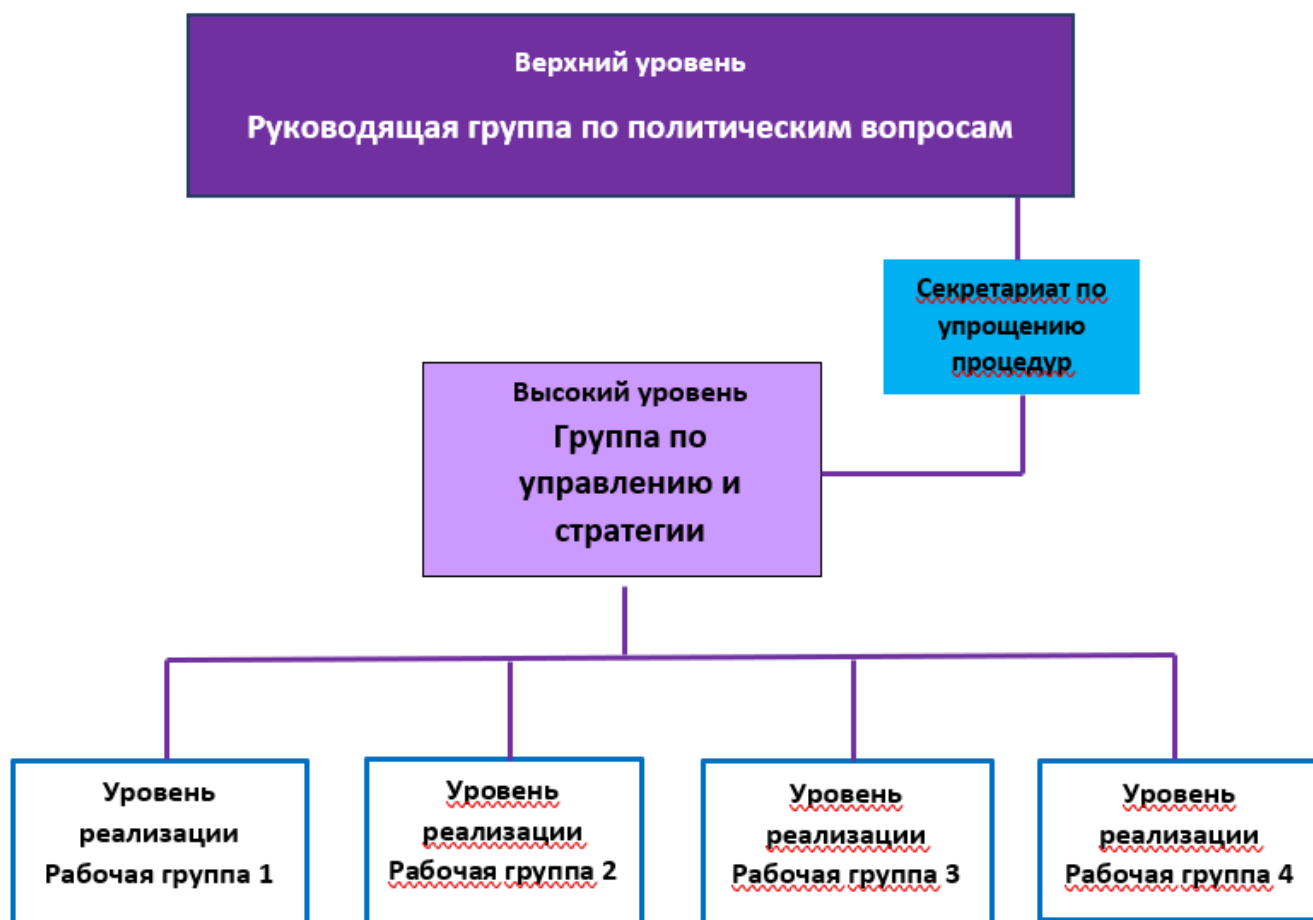 Верхний уровень
Руководящая группа по политическим вопросам
Секретариат по
упрощению
процедур
Высокий уровень
Группа по
управлению и
стратегии
Уровень
реализации
Рабочая группа 1
Уровень
реализации
Рабочая группа 2
Уровень
реализации
Рабочая группа 3
Уровень
реализации
Рабочая группа 4